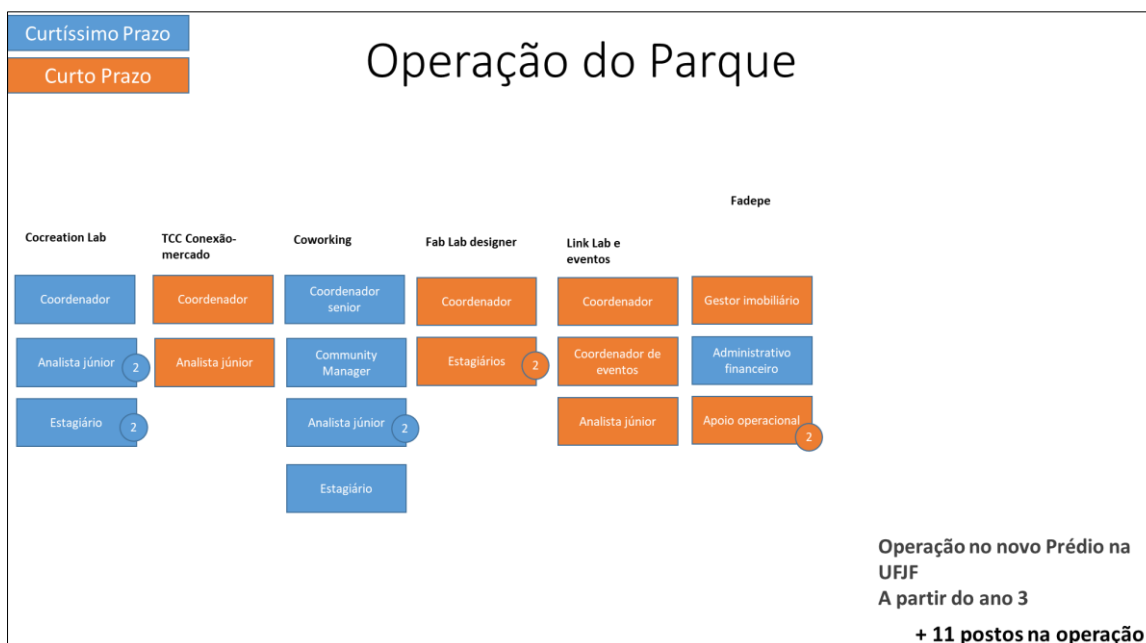 Curtíssimo Prazo
Curto Prazo
Operação do Parque
Cocreation Lab
Coordenador
Analista júnior
2
Estagiário
2
TCC Conexão-
mercado
Coordenador
Analista júnior
Coworking
Coordenador
senior
Community
Manager
Analista júnior
2
Estagiário
Fab Lab designer
Coordenador
Estagiários
2
Link Lab e
eventos
Coordenador
Coordenador de
eventos
Analista júnior
Fadepe
Gestor imobiliário
Administrativo
financeiro
Apoio operacional
2
Operação no novo Prédio na
UFJF
A partir do ano 3
+ 11 postos na operação